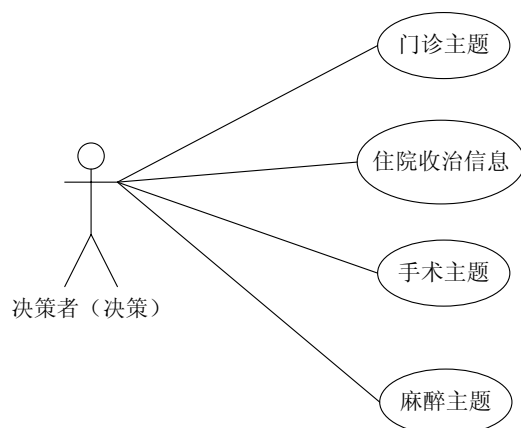 门诊主题
住院收治信息
手术主题
决策者（决策）
麻醉主题